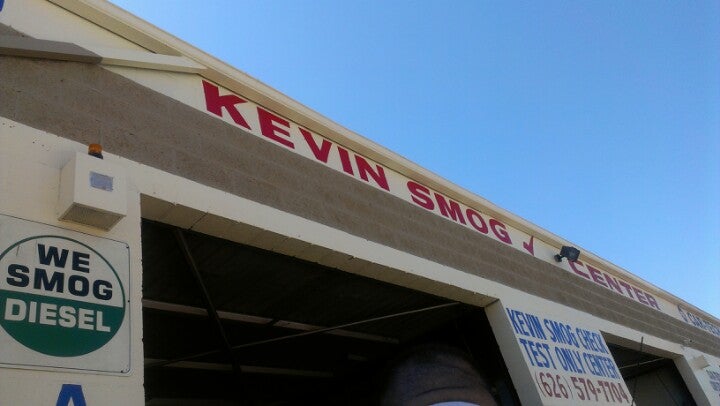 KEVIN SMOG ✓ CENTER
WE
SMOG
DIESEL
KEVIN SMOG CHECK
TEST ONLY CENTER
(626) 579-7704
A